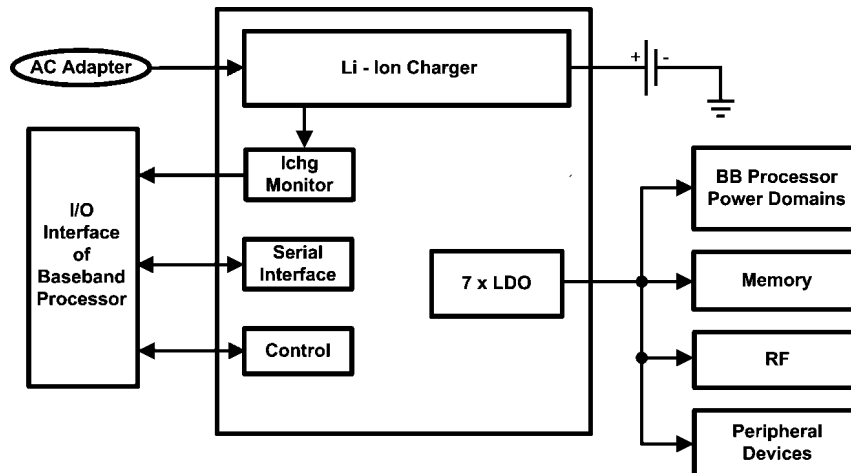 AC Adapter
Li - Ion Charger
+
-
Ichg
Monitor
I/O
Interface
of
Baseband
Processor
Serial
Interface
Control
7 x LDO
BB Processor
Power Domains
Memory
RF
Peripheral
Devices